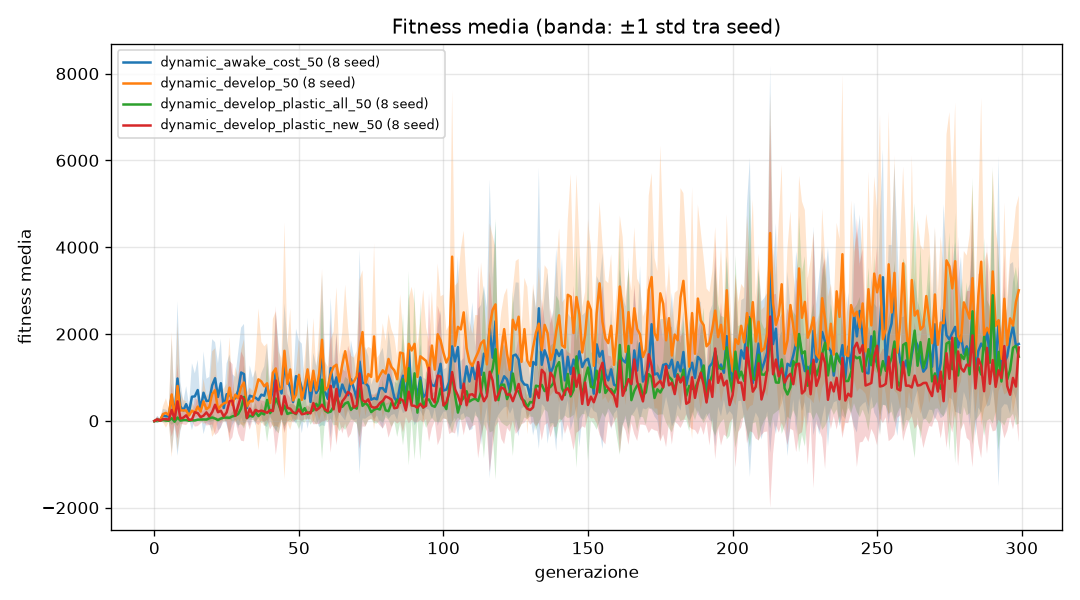 Fitness media (banda: ±1 std tra seed)
dynamic_awake_cost_50 (8 seed)
dynamic_develop_50 (8 seed)
dynamic_develop_plastic_all_50 (8 seed)
dynamic_develop_plastic_new_50 (8 seed)
8000
6000
4000
2000
0
−2000
fitness media
0 50 100 150 200 250 300
generazione